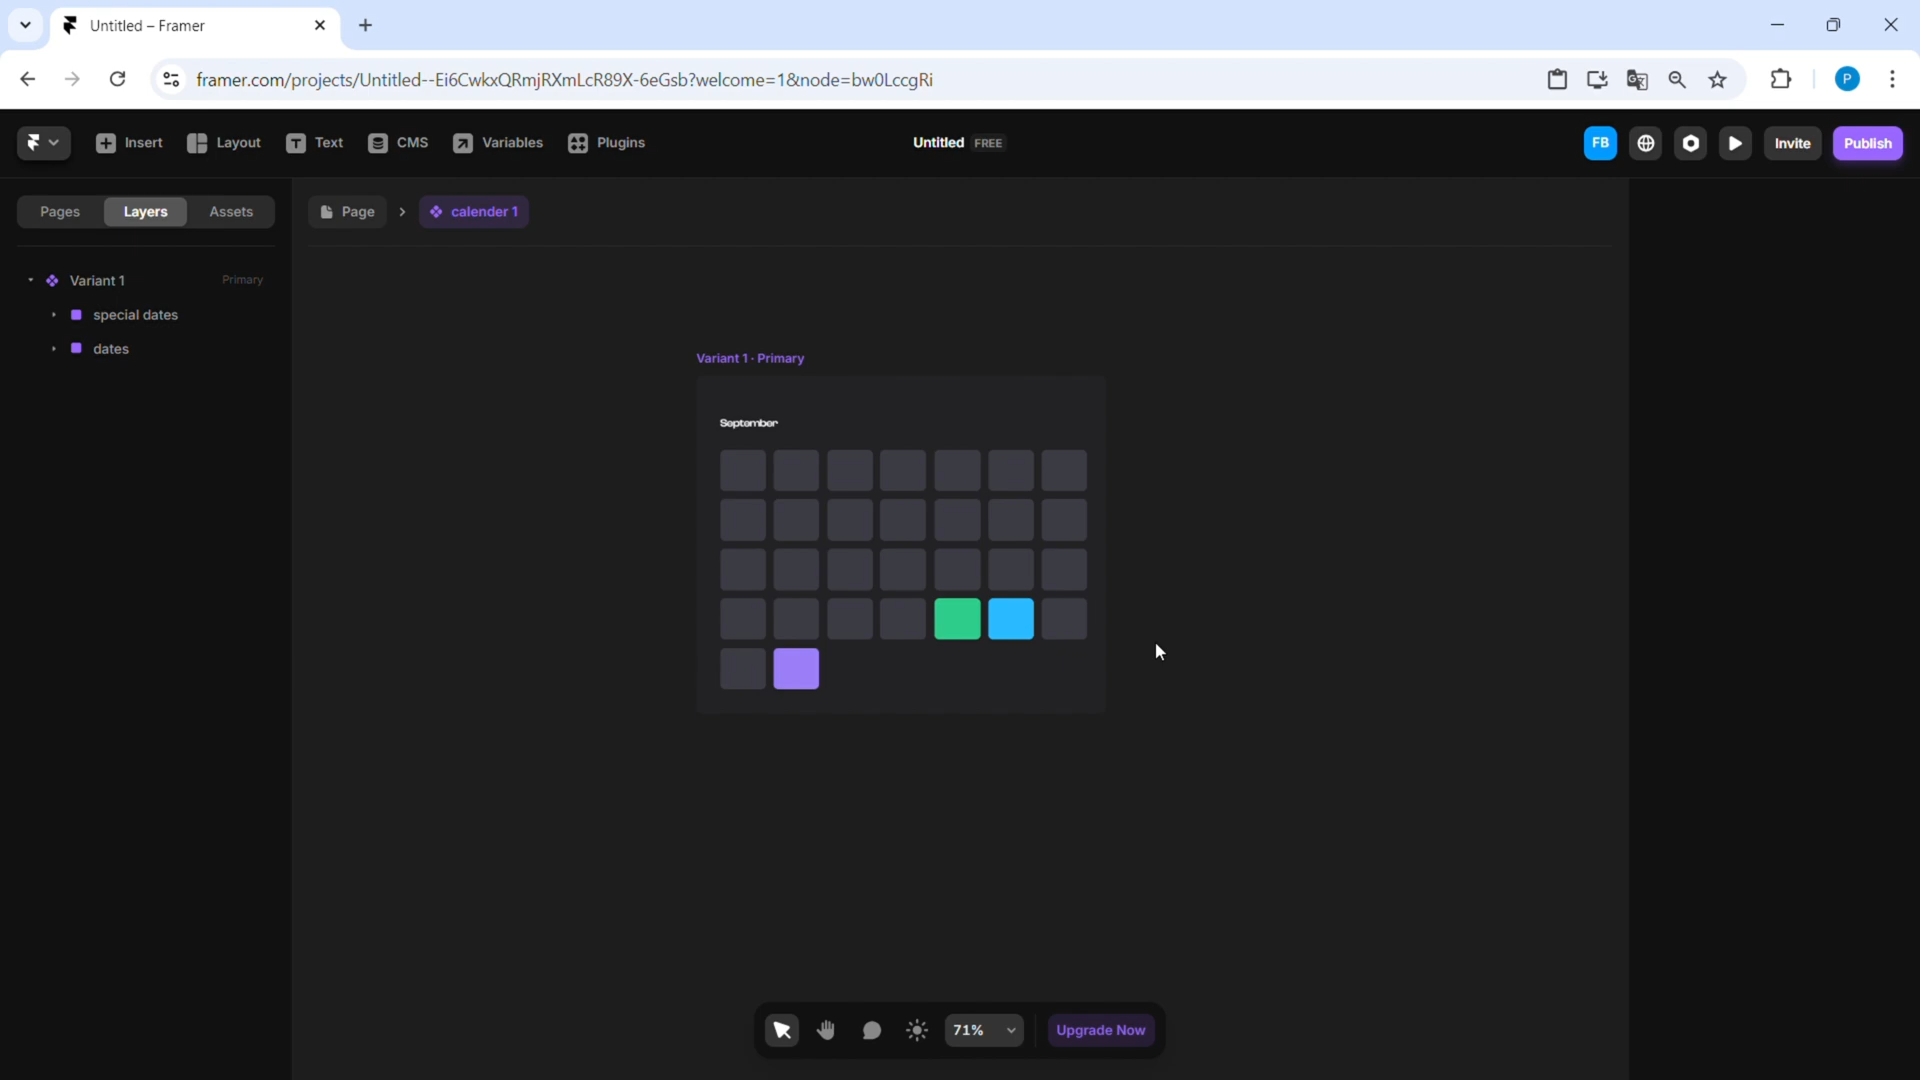 Untitled – Framer
framer.com/projects/Untitled--Ei6CwkxQRmjRXmLcR89X-6eGsb?welcome=1&node=bw0LccgRi
P
Insert
Layout
Text
CMS
Variables
Plugins
Untitled FREE
FB
Invite
Publish
Pages
Layers
Assets
Page
calender 1
Variant 1
Primary
special dates
dates
Variant 1 · Primary
September
71%
Upgrade Now